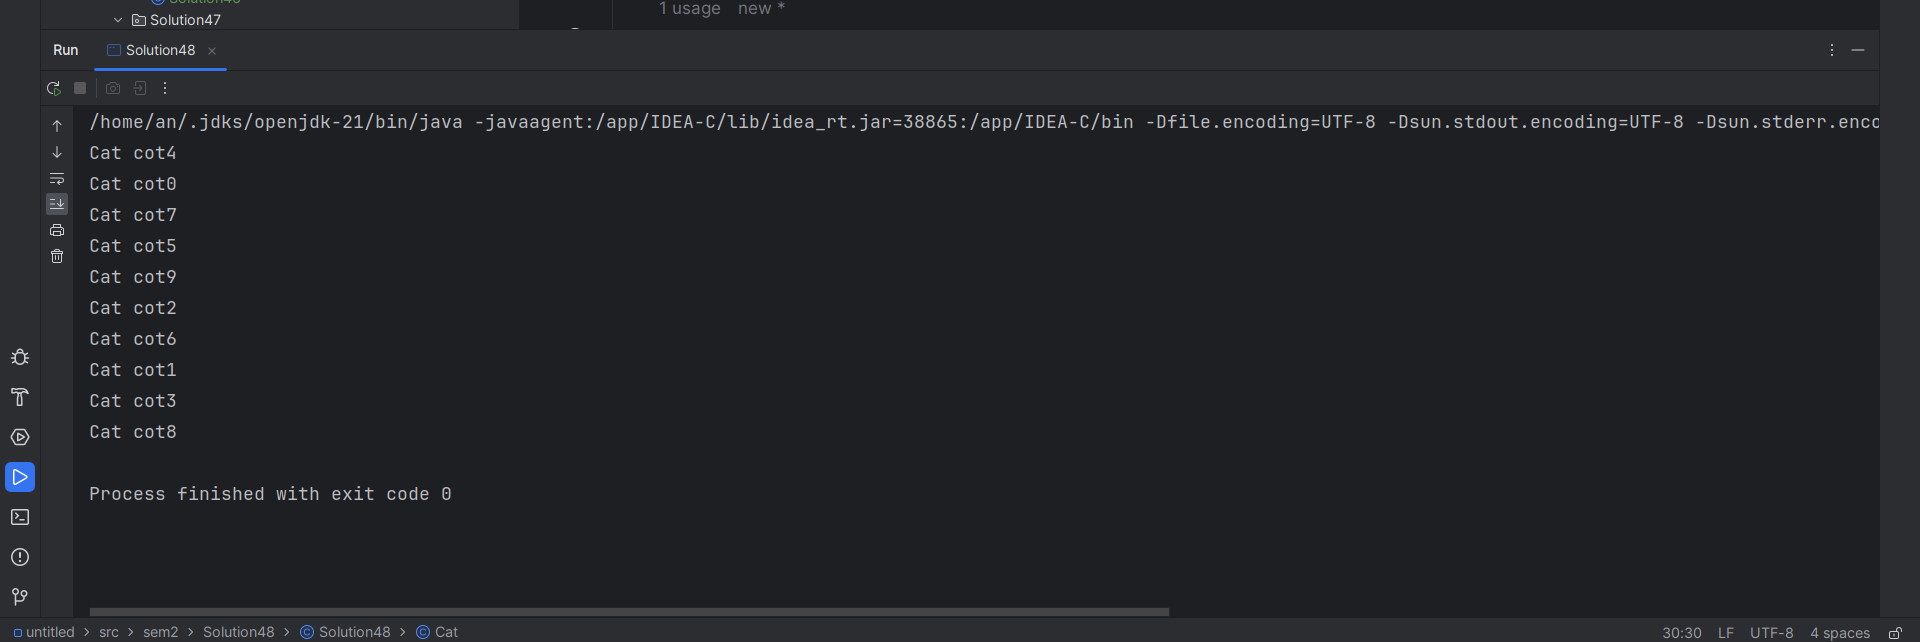 Solution47
1 usage new *
Run
Solution48
/home/an/.jdks/openjdk-21/bin/java -javaagent:/app/IDEA-C/lib/idea_rt.jar=38865:/app/IDEA-C/bin -Dfile.encoding=UTF-8 -Dsun.stdout.encoding=UTF-8 -Dsun.stderr.enco
Cat cot4
Cat cot0
Cat cot7
Cat cot5
Cat cot9
Cat cot2
Cat cot6
Cat cot1
Cat cot3
Cat cot8
Process finished with exit code 0
untitled > src > sem2 > Solution48 > Solution48 > Cat
30:30 LF UTF-8 4 spaces